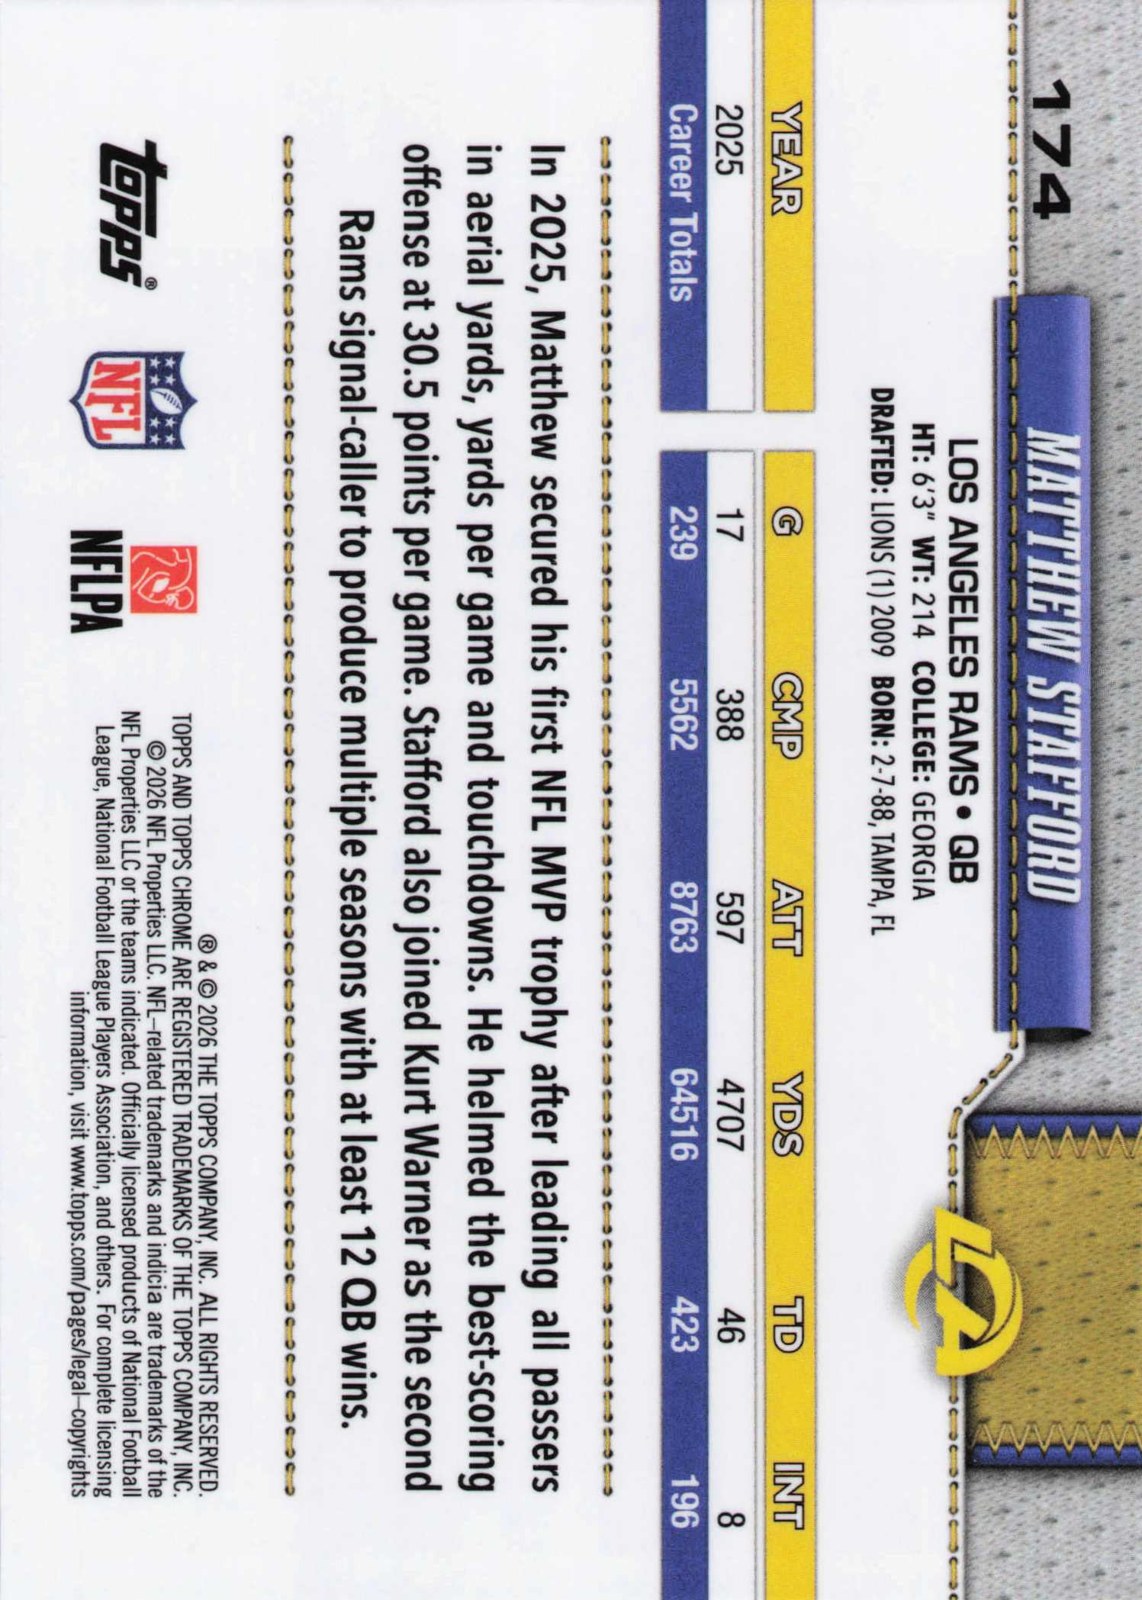 174
MATTHEW STAFFORD
LOS ANGELES RAMS • QB
HT: 6'3" WT: 214 COLLEGE: GEORGIA
DRAFTED: LIONS (1) 2009 BORN: 2-7-88, TAMPA, FL
LA
YEAR G CMP ATT YDS TD INT
2025 17 388 597 4707 46 8
Career Totals 239 5562 8763 64516 423 196
In 2025, Matthew secured his first NFL MVP trophy after leading all passers
in aerial yards, yards per game and touchdowns. He helmed the best-scoring
offense at 30.5 points per game. Stafford also joined Kurt Warner as the second
Rams signal-caller to produce multiple seasons with at least 12 QB wins.
topps®
NFL
NFLPA
® & © 2026 THE TOPPS COMPANY, INC. ALL RIGHTS RESERVED.
TOPPS AND TOPPS CHROME ARE REGISTERED TRADEMARKS OF THE TOPPS COMPANY, INC.
© 2026 NFL Properties LLC. NFL-related trademarks and indicia are trademarks of the
NFL Properties LLC or the teams indicated. Officially licensed products of National Football
League, National Football League Players Association, and others. For complete licensing
information, visit www.topps.com/pages/legal-copyrights